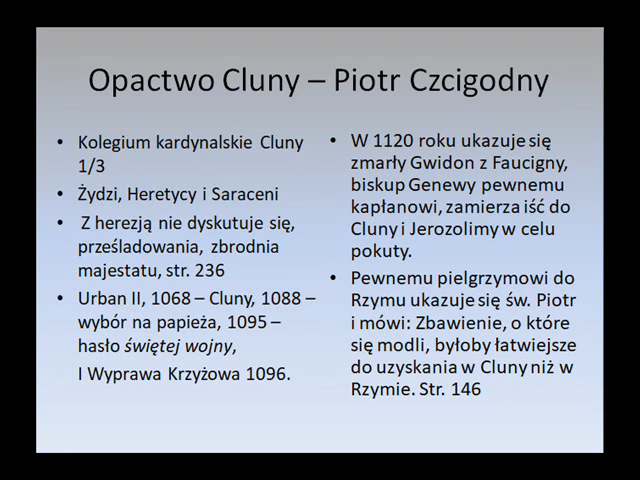 Opactwo Cluny – Piotr Czcigodny
• Kolegium kardynalskie Cluny
1/3
• Żydzi, Heretycy i Saraceni
• Z herezją nie dyskutuje się,
prześladowania, zbrodnia
majestatu, str. 236
• Urban II, 1068 – Cluny, 1088 –
wybór na papieża, 1095 –
hasło świętej wojny,
I Wyprawa Krzyżowa 1096.
• W 1120 roku ukazuje się
zmarły Gwidon z Faucigny,
biskup Genewy pewnemu
kapłanowi, zamierza iść do
Cluny i Jerozolimy w celu
pokuty.
• Pewnemu pielgrzymowi do
Rzymu ukazuje się św. Piotr
i mówi: Zbawienie, o które
się modli, byłoby łatwiejsze
do uzyskania w Cluny niż w
Rzymie. Str. 146